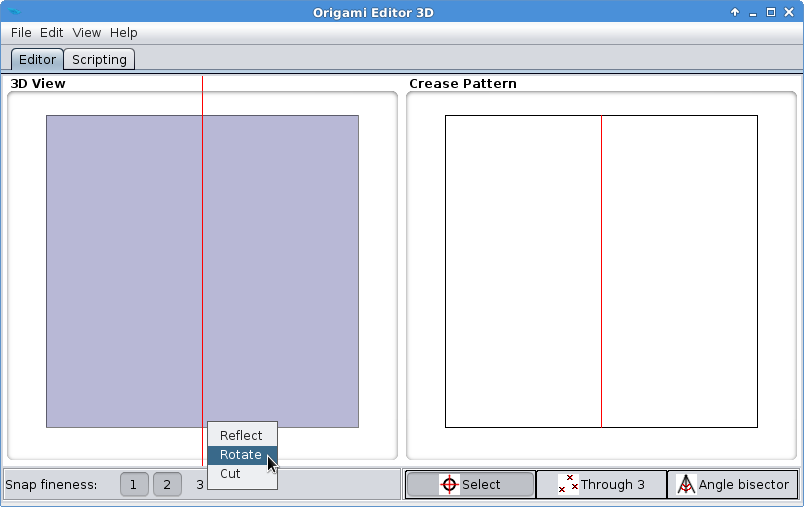 Origami Editor 3D
File Edit View Help
Editor Scripting
3D View
Crease Pattern
Reflect
Rotate
Cut
Snap fineness: 1 2 3
Select Through 3 Angle bisector